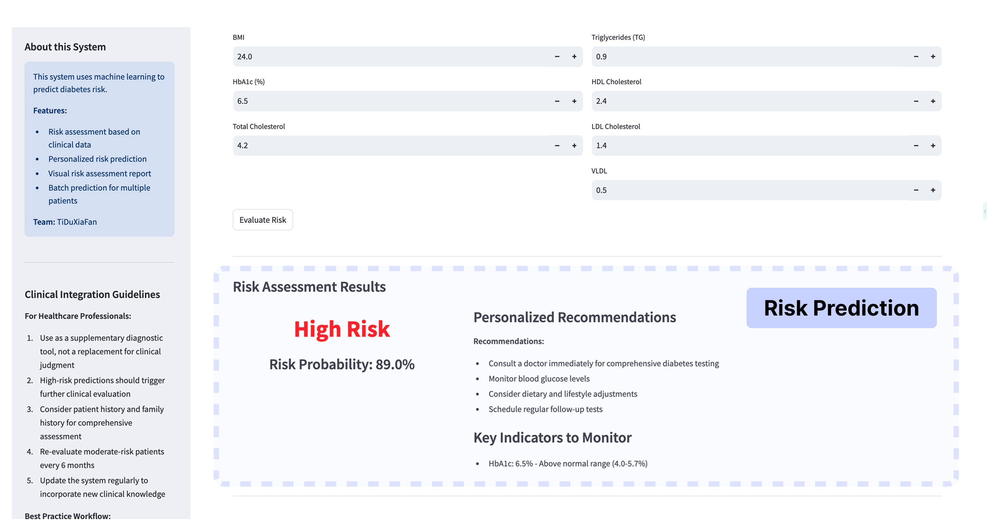 About this System
This system uses machine learning to
predict diabetes risk.
Features:
• Risk assessment based on
clinical data
• Personalized risk prediction
• Visual risk assessment report
• Batch prediction for multiple
patients
Team: TiDuXiaFan
Clinical Integration Guidelines
For Healthcare Professionals:
1. Use as a supplementary diagnostic
tool, not a replacement for clinical
judgment
2. High-risk predictions should trigger
further clinical evaluation
3. Consider patient history and family
history for comprehensive
assessment
4. Re-evaluate moderate-risk patients
every 6 months
5. Update the system regularly to
incorporate new clinical knowledge
Best Practice Workflow:
BMI
24.0 − +
HbA1c (%)
6.5 − +
Total Cholesterol
4.2 − +
Triglycerides (TG)
0.9 − +
HDL Cholesterol
2.4 − +
LDL Cholesterol
1.4 − +
VLDL
0.5 − +
Evaluate Risk
Risk Assessment Results
High Risk
Risk Probability: 89.0%
Risk Prediction
Personalized Recommendations
Recommendations:
• Consult a doctor immediately for comprehensive diabetes testing
• Monitor blood glucose levels
• Consider dietary and lifestyle adjustments
• Schedule regular follow-up tests
Key Indicators to Monitor
• HbA1c: 6.5% - Above normal range (4.0-5.7%)